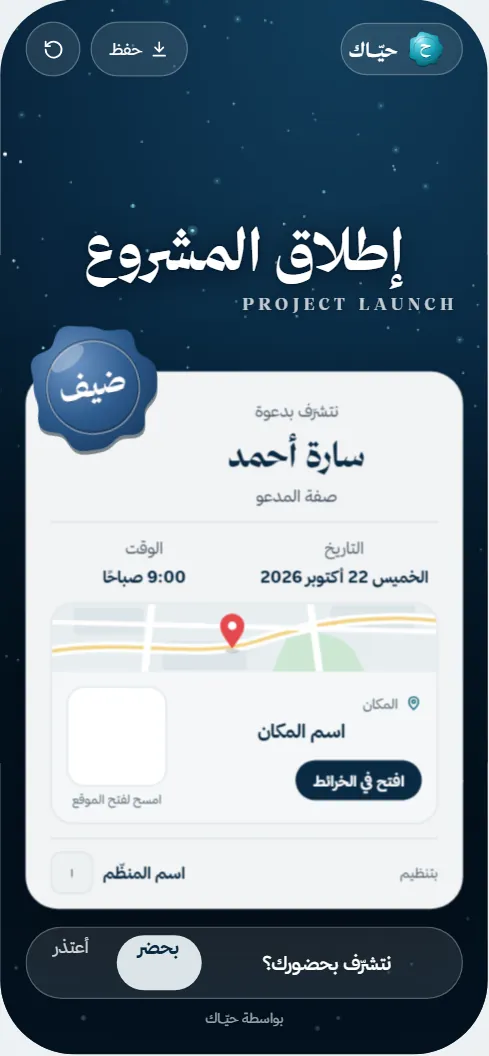 حيّاك
ح
حفظ
إطلاق المشروع
PROJECT LAUNCH
ضيف
نتشرّف بدعوة
سارة أحمد
صفة المدعو
التاريخ
الخميس 22 أكتوبر 2026
الوقت
9:00 صباحًا
المكان
اسم المكان
افتح في الخرائط
امسح لفتح الموقع
بتنظيم
اسم المنظّم
ا
نتشرّف بحضورك؟
بحضر
أعتذر
بواسطة حيّاك